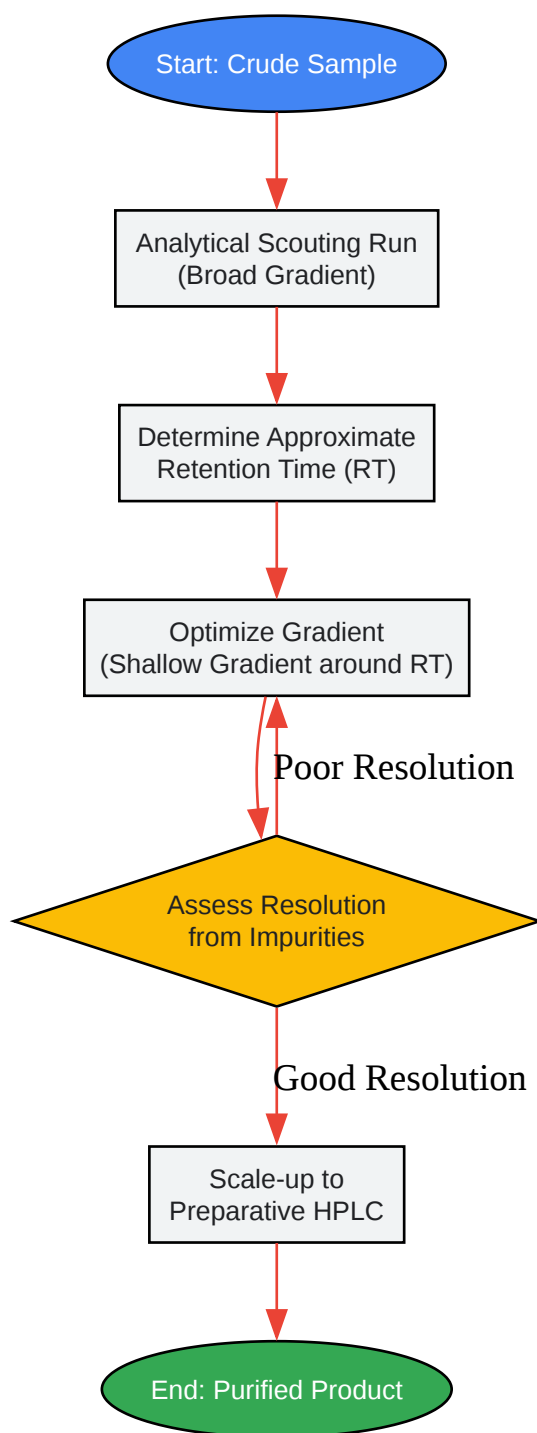 Start: Crude Sample
Analytical Scouting Run
(Broad Gradient)
Determine Approximate
Retention Time (RT)
Optimize Gradient
(Shallow Gradient around RT)
Poor Resolution
Assess Resolution
from Impurities
Good Resolution
Scale-up to
Preparative HPLC
End: Purified Product